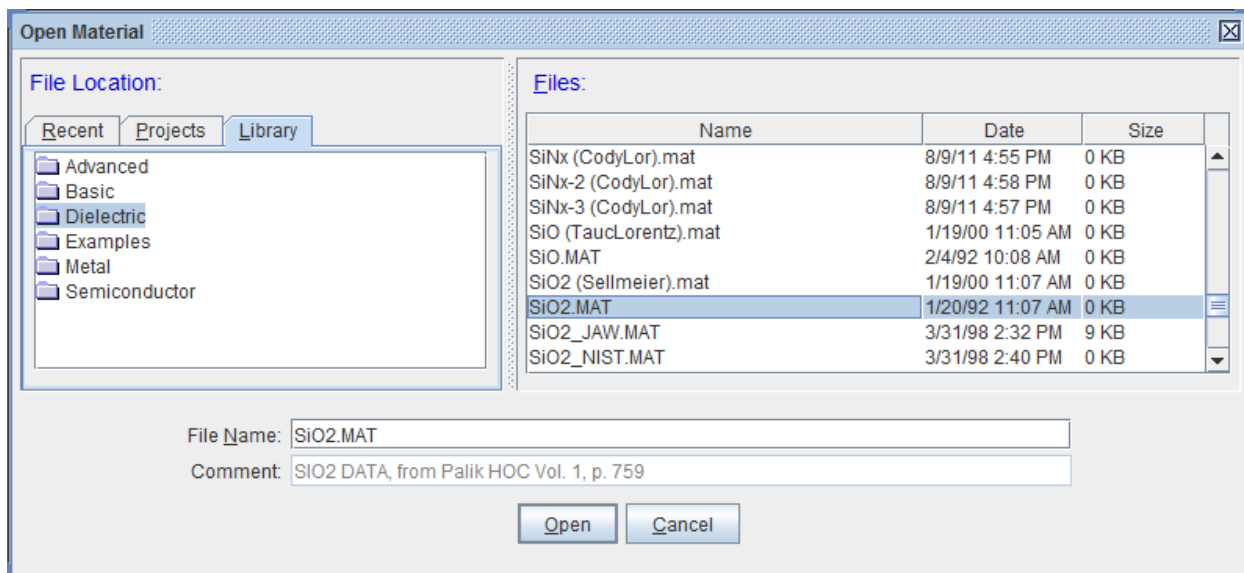 Open Material
File Location:
Recent Projects Library
Advanced
Basic
Dielectric
Examples
Metal
Semiconductor
Files:
Name Date Size
SiNx (CodyLor).mat 8/9/11 4:55 PM 0 KB
SiNx-2 (CodyLor).mat 8/9/11 4:58 PM 0 KB
SiNx-3 (CodyLor).mat 8/9/11 4:57 PM 0 KB
SiO (TaucLorentz).mat 1/19/00 11:05 AM 0 KB
SiO.MAT 2/4/92 10:08 AM 0 KB
SiO2 (Sellmeier).mat 1/19/00 11:07 AM 0 KB
SiO2.MAT 1/20/92 11:07 AM 0 KB
SiO2_JAW.MAT 3/31/98 2:32 PM 9 KB
SiO2_NIST.MAT 3/31/98 2:40 PM 0 KB
File Name: SiO2.MAT
Comment: SIO2 DATA, from Palik HOC Vol. 1, p. 759
Open Cancel